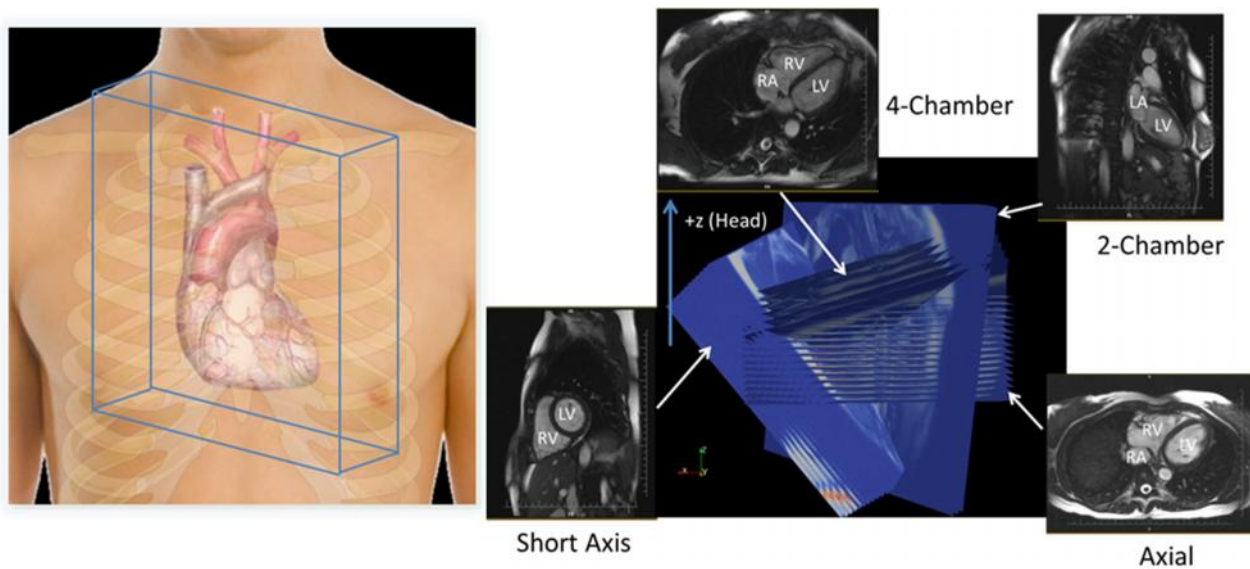 RV
RA
LV
4-Chamber
LA
LV
2-Chamber
+z (Head)
LV
RV
Short Axis
X
Z
Y
RV
LV
RA
Axial